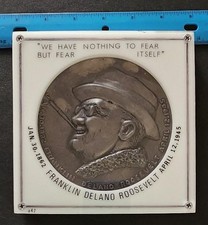 "WE HAVE NOTHING TO FEAR
BUT FEAR ITSELF"
JAN. 30, 1882 FRANKLIN DELANO ROOSEVELT APRIL 12, 1945